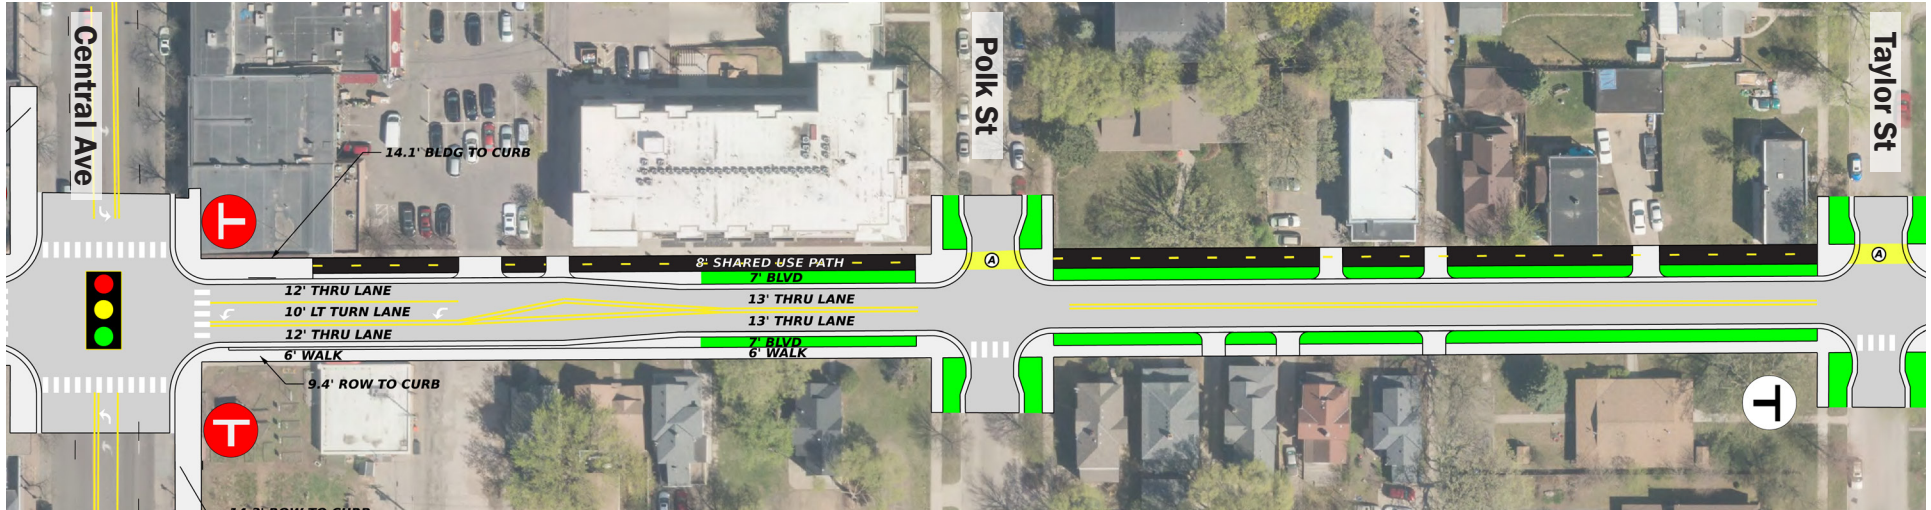 Central Ave
Polk St
Taylor St
14.1' BLDG TO CURB
T
8' SHARED USE PATH
7' BLVD
12' THRU LANE
10' LT TURN LANE
12' THRU LANE
13' THRU LANE
13' THRU LANE
7' BLVD
6' WALK
6' WALK
9.4' ROW TO CURB
A
A
T
T